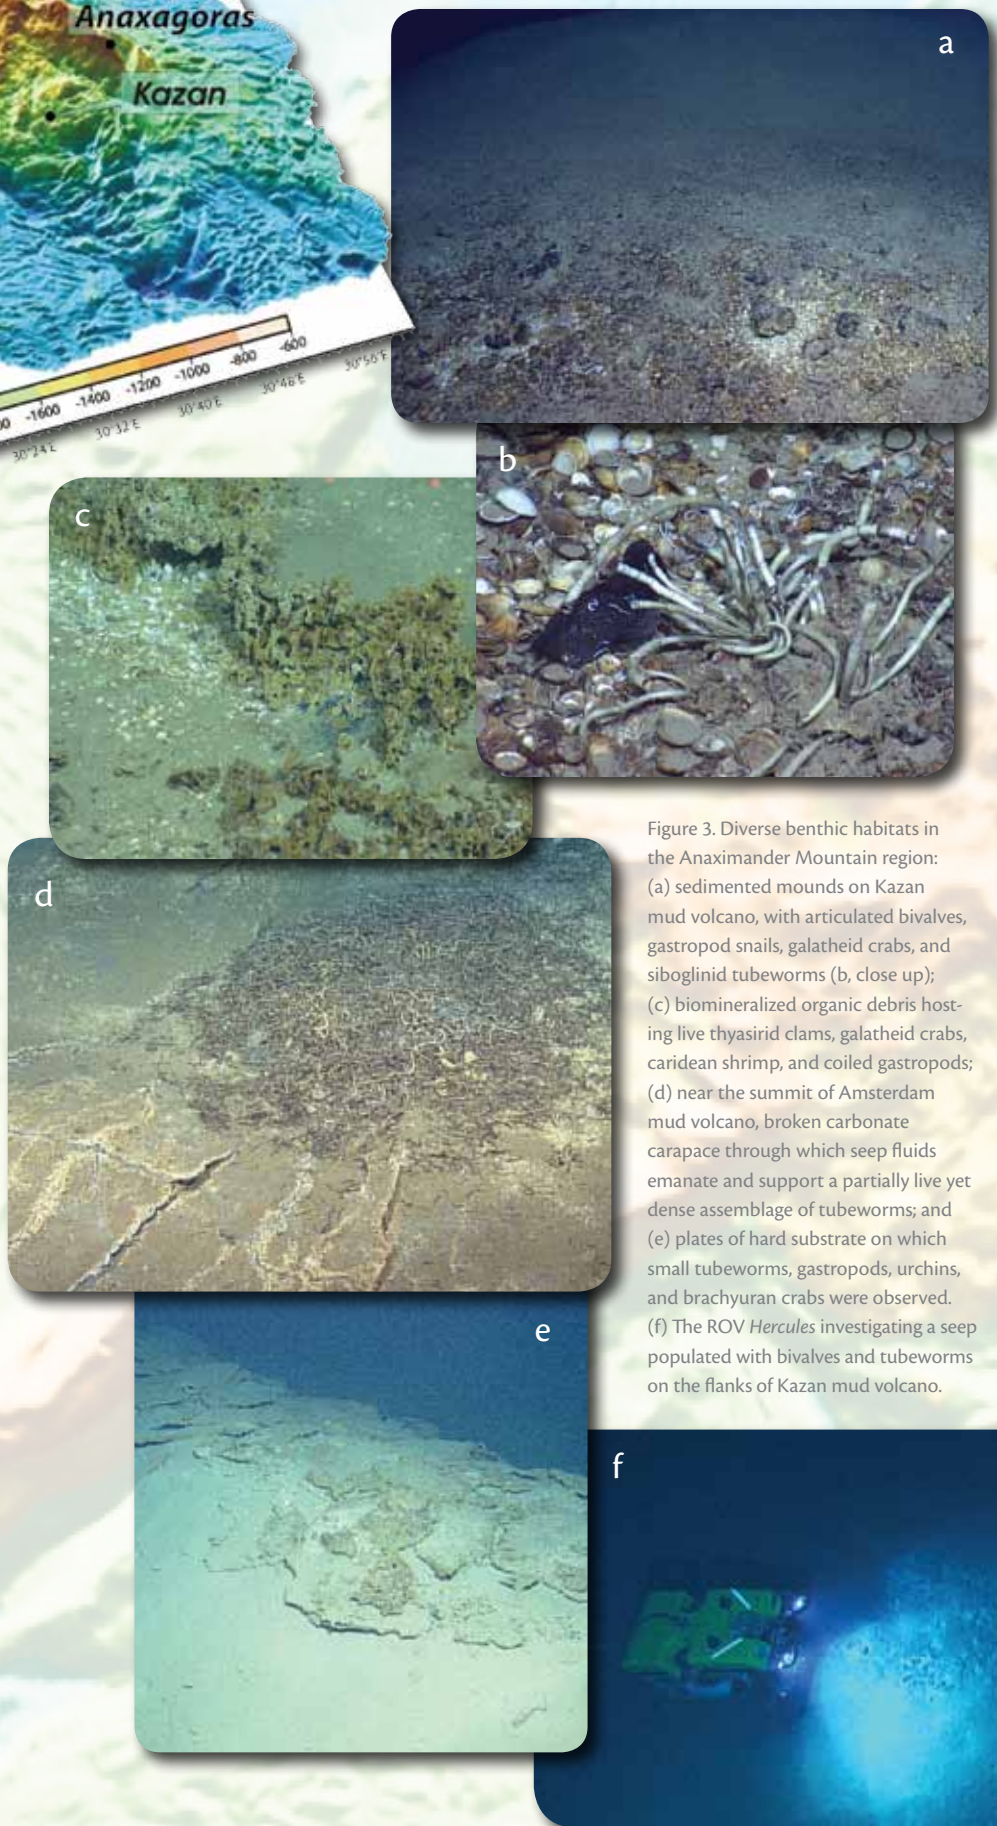 Anaxagoras
Kazan
-1600 -1400 -1200 -1000 -800 -600
30°24'E 30°32'E 30°40'E 30°48'E 30°56'E
a
b
c
d
Figure 3. Diverse benthic habitats in
the Anaximander Mountain region:
(a) sedimented mounds on Kazan
mud volcano, with articulated bivalves,
gastropod snails, galatheid crabs, and
siboglinid tubeworms (b, close up);
(c) biomineralized organic debris host-
ing live thyasirid clams, galatheid crabs,
caridean shrimp, and coiled gastropods;
(d) near the summit of Amsterdam
mud volcano, broken carbonate
carapace through which seep fluids
emanate and support a partially live yet
dense assemblage of tubeworms; and
(e) plates of hard substrate on which
small tubeworms, gastropods, urchins,
and brachyuran crabs were observed.
(f) The ROV Hercules investigating a seep
populated with bivalves and tubeworms
on the flanks of Kazan mud volcano.
e
f